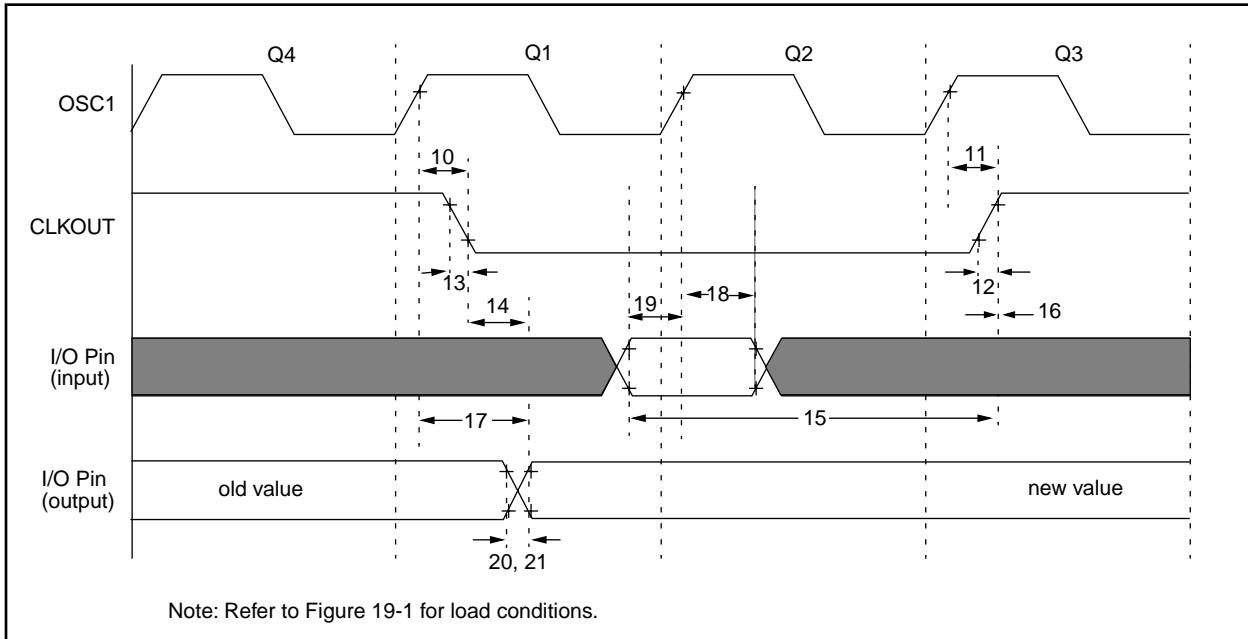 Q4 Q1 Q2 Q3
OSC1
10 11
CLKOUT
13 12
19 18
14 16
I/O Pin
(input)
17 15
I/O Pin
(output)
old value new value
20, 21
Note: Refer to Figure 19-1 for load conditions.